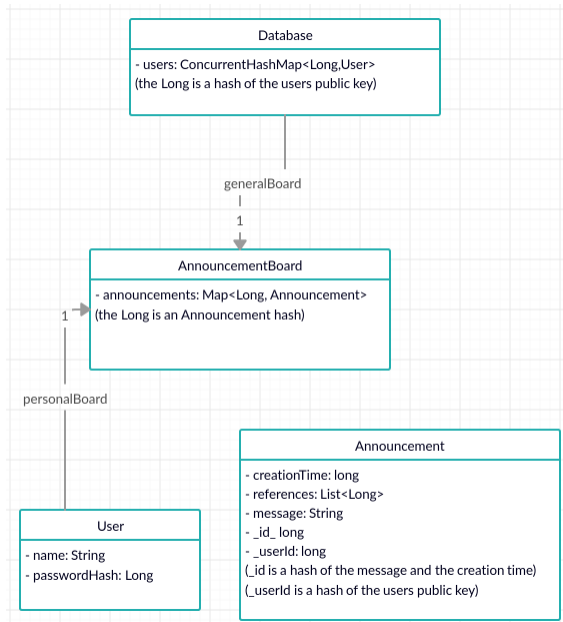 Database
- users: ConcurrentHashMap<Long,User>
(the Long is a hash of the users public key)
generalBoard
1
AnnouncementBoard
- announcements: Map<Long, Announcement>
(the Long is an Announcement hash)
1
personalBoard
Announcement
- creationTime: long
- references: List<Long>
- message: String
- _id_ long
- _userId: long
(_id is a hash of the message and the creation time)
(_userId is a hash of the users public key)
User
- name: String
- passwordHash: Long